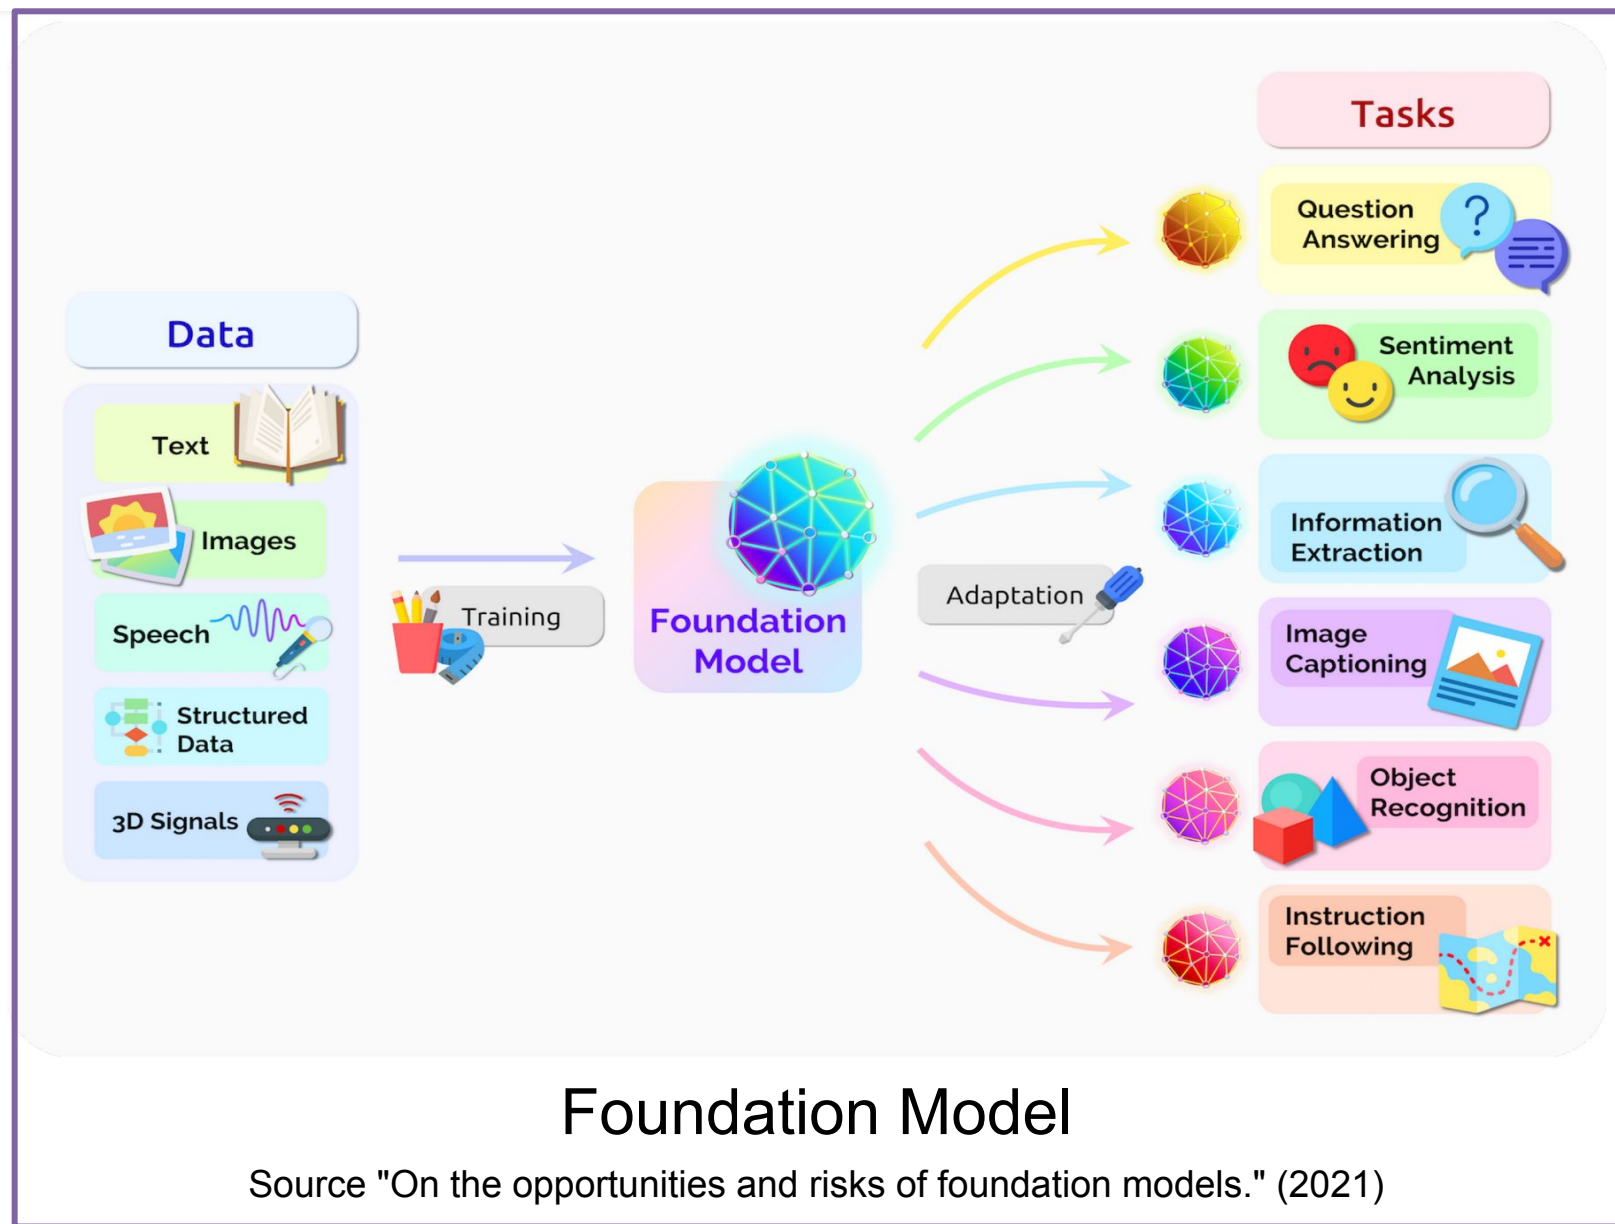 Data
Text
Images
Speech
Structured
Data
3D Signals
Training
Foundation
Model
Adaptation
Tasks
Question
Answering
?
Sentiment
Analysis
Information
Extraction
Image
Captioning
Object
Recognition
Instruction
Following
Foundation Model
Source "On the opportunities and risks of foundation models." (2021)